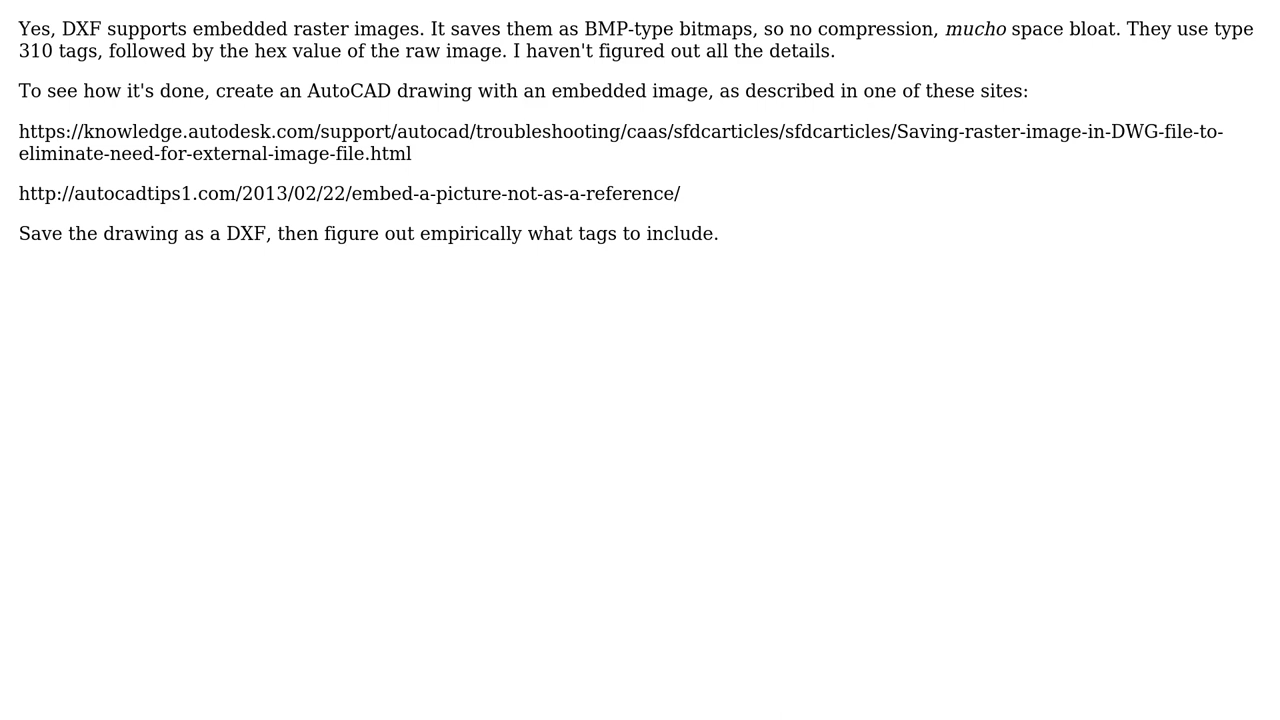 Yes, DXF supports embedded raster images. It saves them as BMP-type bitmaps, so no compression, mucho space bloat. They use type
310 tags, followed by the hex value of the raw image. I haven't figured out all the details.
To see how it's done, create an AutoCAD drawing with an embedded image, as described in one of these sites:
https://knowledge.autodesk.com/support/autocad/troubleshooting/caas/sfdcarticles/sfdcarticles/Saving-raster-image-in-DWG-file-to-
eliminate-need-for-external-image-file.html
http://autocadtips1.com/2013/02/22/embed-a-picture-not-as-a-reference/
Save the drawing as a DXF, then figure out empirically what tags to include.